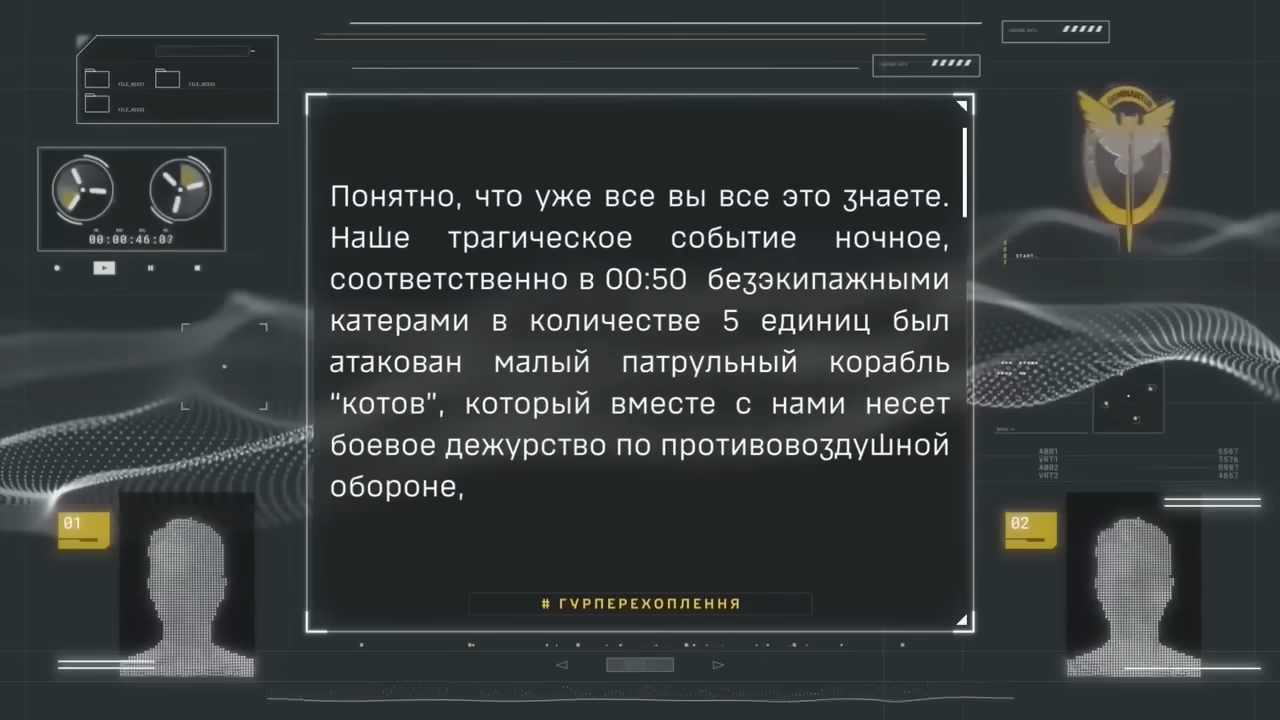 00:00:46:07
START_
Понятно, что уже все вы все это знаете.
Наше трагическое событие ночное,
соответственно в 00:50 безэкипажными
катерами в количестве 5 единиц был
атакован малый патрульный корабль
“котов”, который вместе с нами несет
боевое дежурство по противовоздушной
обороне,
01
02
# ГУРПЕРЕХОПЛЕННЯ